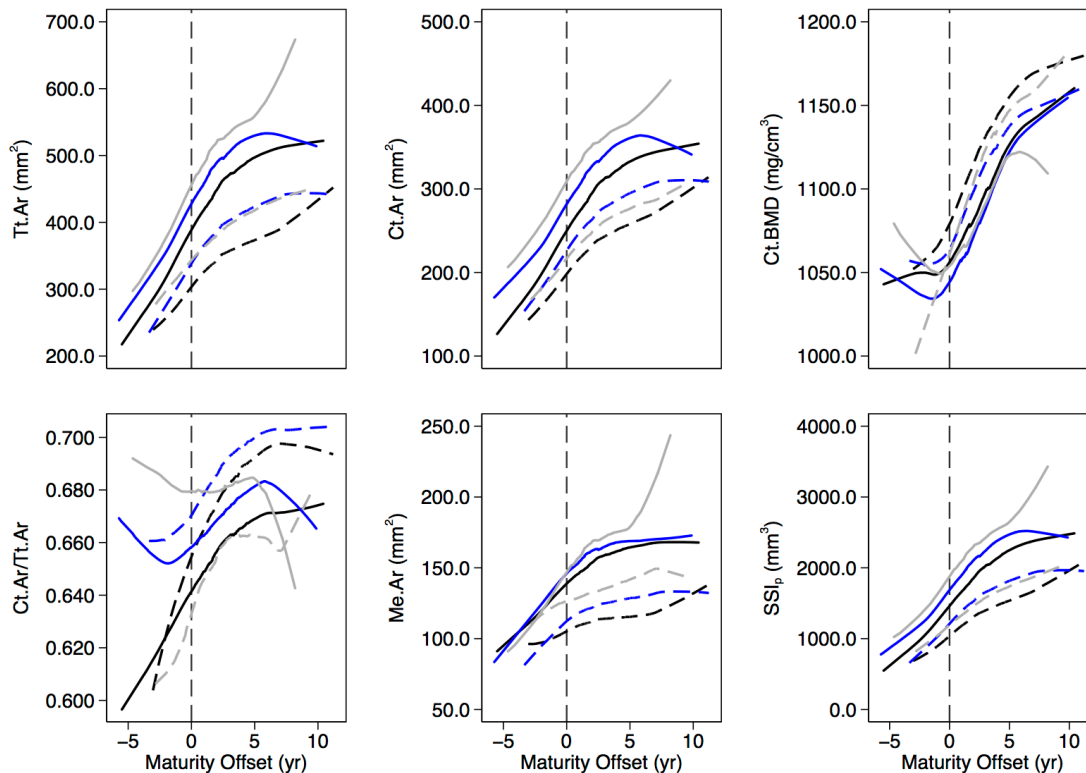 Tt.Ar (mm²)
700.0
600.0
500.0
400.0
300.0
200.0
−5 0 5 10
Ct.Ar (mm²)
500.0
400.0
300.0
200.0
100.0
Ct.BMD (mg/cm³)
1200.0
1150.0
1100.0
1050.0
1000.0
Ct.Ar/Tt.Ar
0.700
0.680
0.660
0.640
0.620
0.600
−5 0 5 10
Maturity Offset (yr)
Me.Ar (mm²)
250.0
200.0
150.0
100.0
50.0
−5 0 5 10
Maturity Offset (yr)
SSIₚ (mm³)
4000.0
3000.0
2000.0
1000.0
0.0
−5 0 5 10
Maturity Offset (yr)